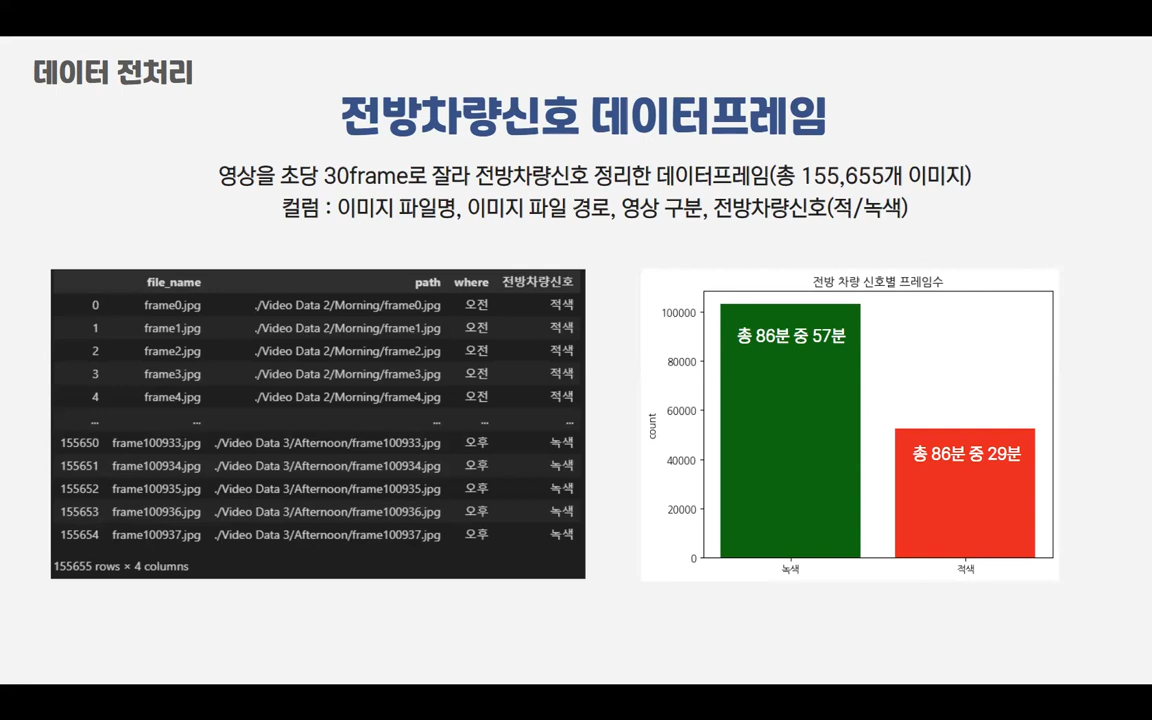 데이터 전처리
전방차량신호 데이터프레임
영상을 초당 30frame로 잘라 전방차량신호 정리한 데이터프레임(총 155,655개 이미지)
컬럼 : 이미지 파일명, 이미지 파일 경로, 영상 구분, 전방차량신호(적/녹색)
file_name path where 전방차량신호
0 frame0.jpg ./Video Data 2/Morning/frame0.jpg 오전 적색
1 frame1.jpg ./Video Data 2/Morning/frame1.jpg 오전 적색
2 frame2.jpg ./Video Data 2/Morning/frame2.jpg 오전 적색
3 frame3.jpg ./Video Data 2/Morning/frame3.jpg 오전 적색
4 frame4.jpg ./Video Data 2/Morning/frame4.jpg 오전 적색
... ... ... ... ...
155650 frame100933.jpg ./Video Data 3/Afternoon/frame100933.jpg 오후 녹색
155651 frame100934.jpg ./Video Data 3/Afternoon/frame100934.jpg 오후 녹색
155652 frame100935.jpg ./Video Data 3/Afternoon/frame100935.jpg 오후 녹색
155653 frame100936.jpg ./Video Data 3/Afternoon/frame100936.jpg 오후 녹색
155654 frame100937.jpg ./Video Data 3/Afternoon/frame100937.jpg 오후 녹색
155655 rows × 4 columns
전방 차량 신호별 프레임수
100000
80000
60000
40000
20000
0
count
총 86분 중 57분
총 86분 중 29분
녹색 적색